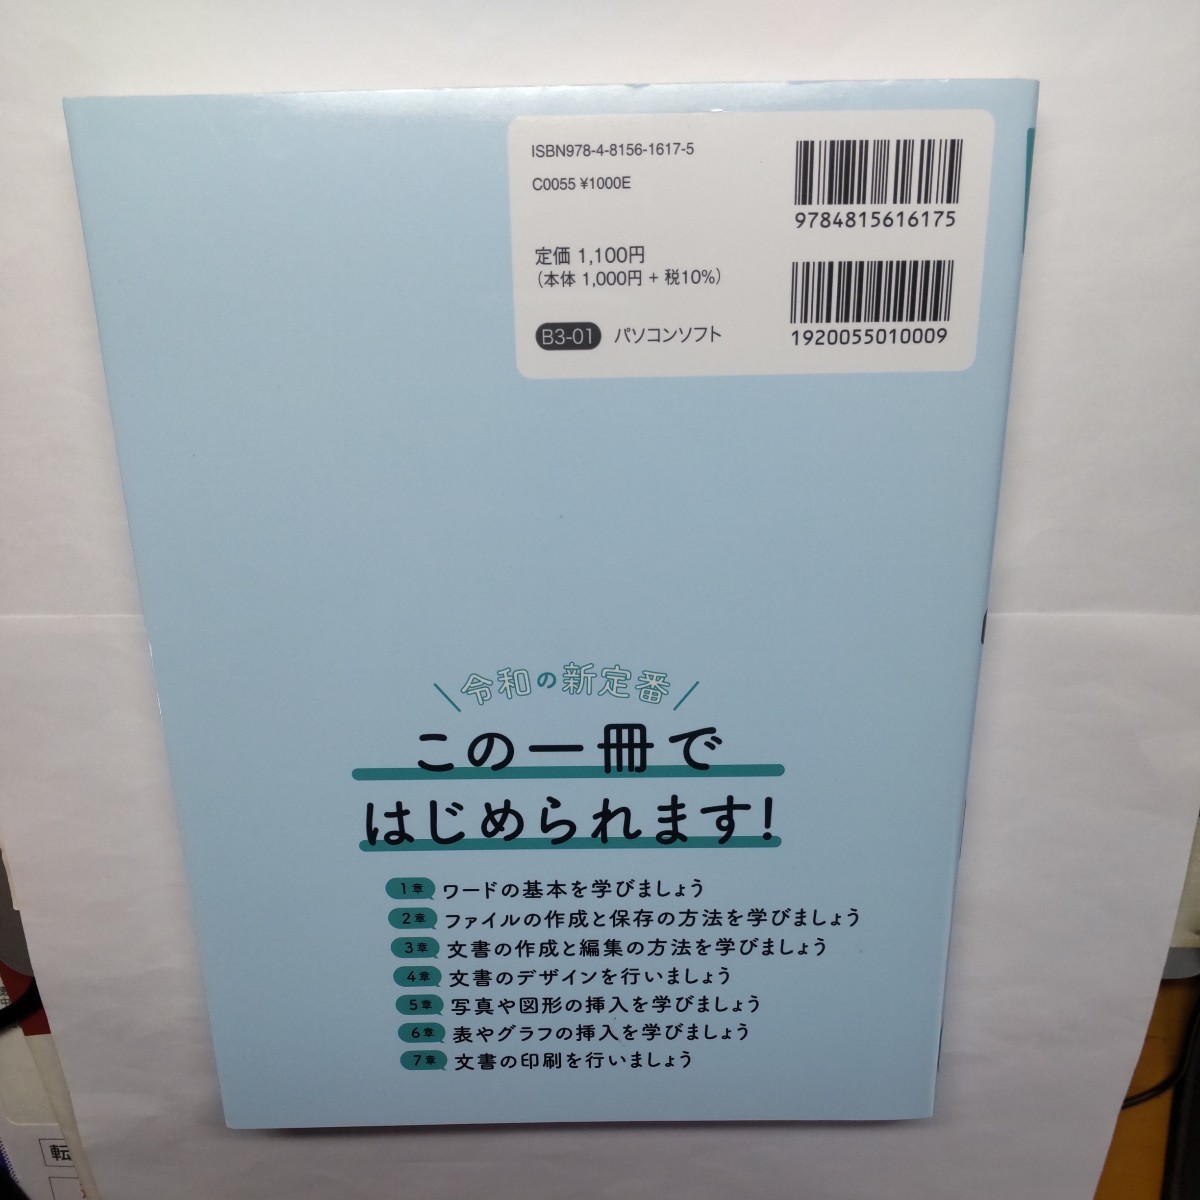 ISBN978-4-8156-1617-5
C0055 ¥1000E
9784815616175
定価 1,100円
（本体 1,000円 + 税10%）
B3-01 パソコンソフト
1920055010009
令和の新定番
この一冊で
はじめられます!
1章 ワードの基本を学びましょう
2章 ファイルの作成と保存の方法を学びましょう
3章 文書の作成と編集の方法を学びましょう
4章 文書のデザインを行いましょう
5章 写真や図形の挿入を学びましょう
6章 表やグラフの挿入を学びましょう
7章 文書の印刷を行いましょう
転